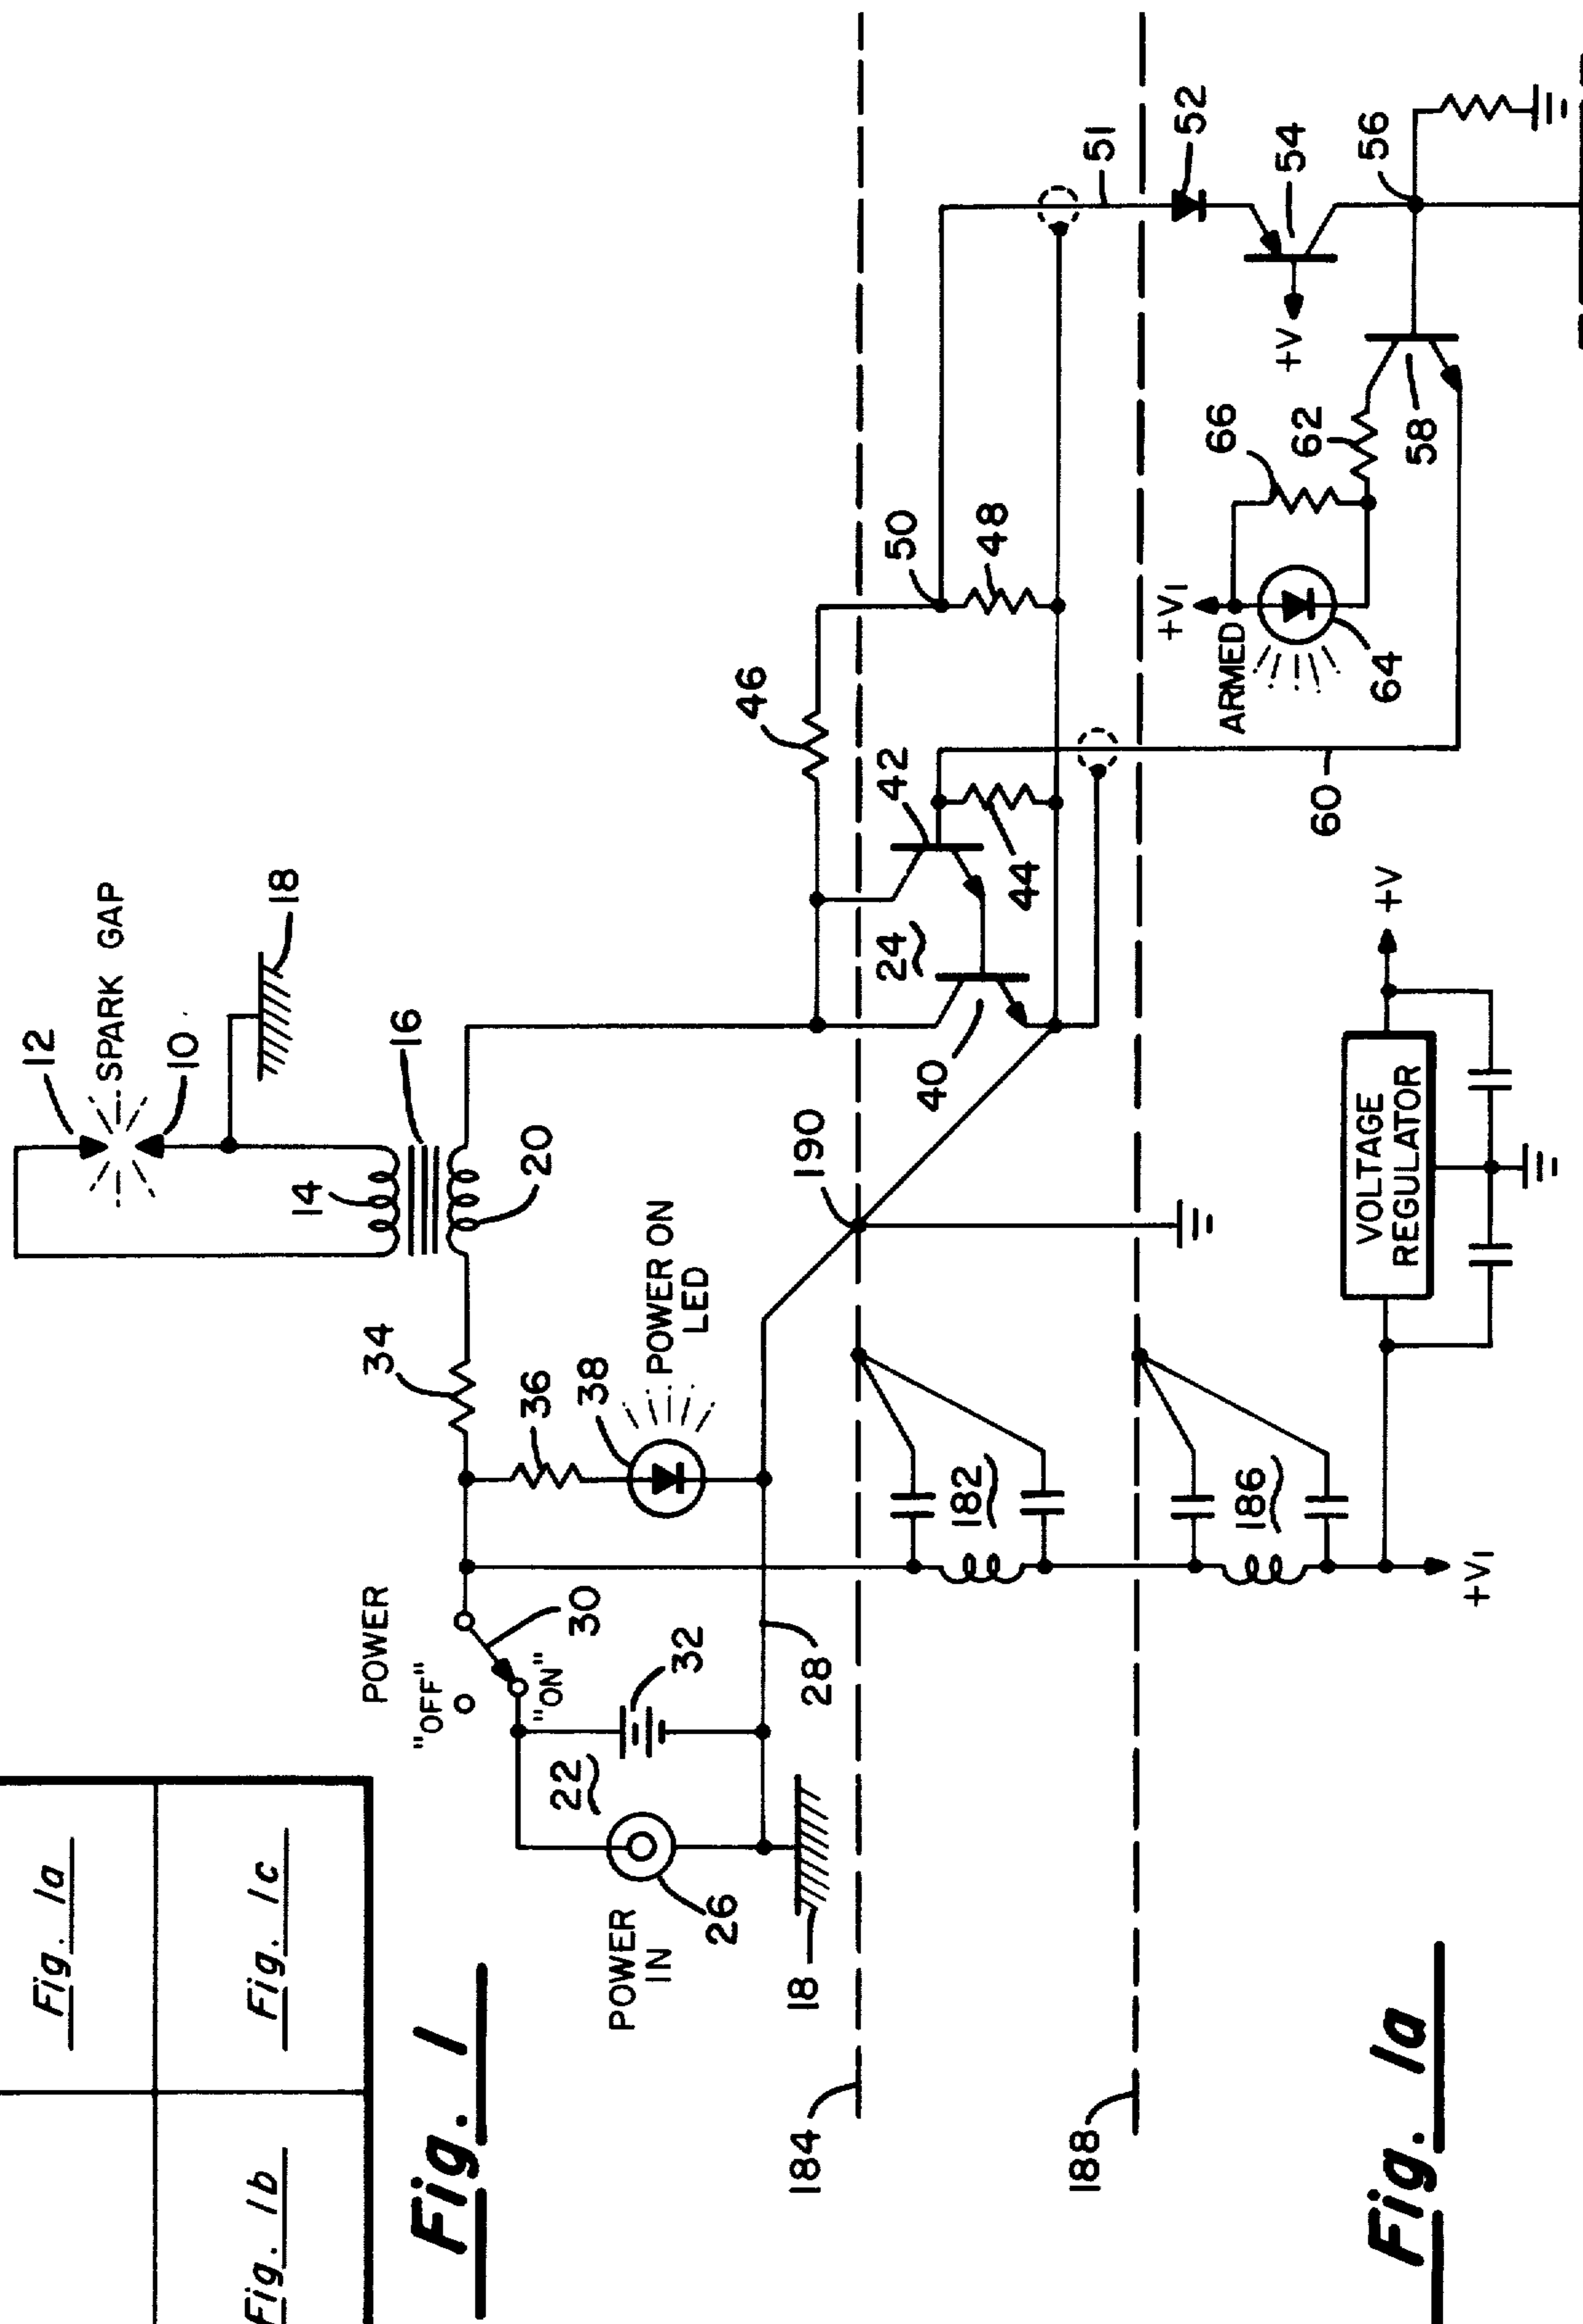 Fig. 1a
Fig. 1b
Fig. 1c
Fig. 1
12
SPARK GAP
10
14
18
16
20
34
POWER
"OFF"
"ON"
30
36
38
POWER ON
LED
22
32
POWER
IN
26
28
18
190
46
42
24
40
44
50
48
51
184
182
188
186
+V1
VOLTAGE
REGULATOR
+V
60
+V1
ARMED
64
66
62
58
52
54
+V
56
Fig. 1a